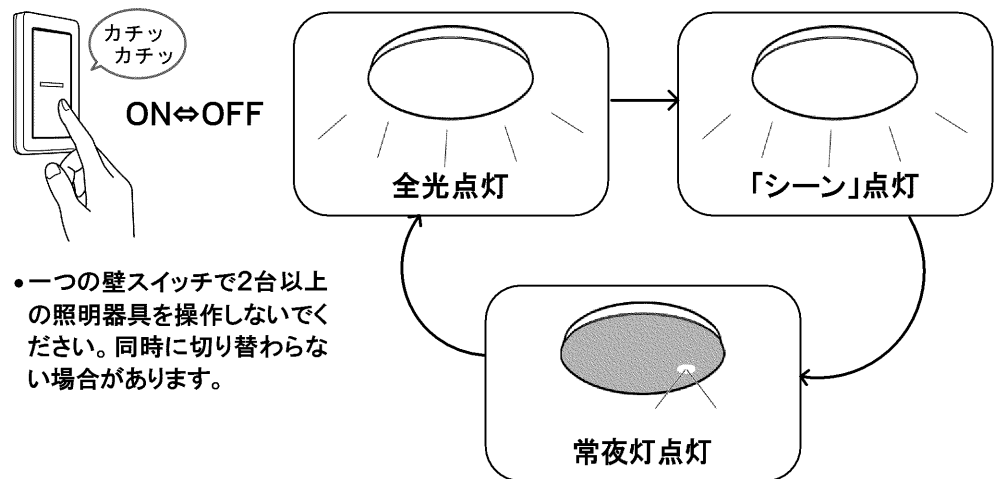 カチッ
カチッ
ON⇔OFF
全光点灯
「シーン」点灯
•一つの壁スイッチで2台以上
の照明器具を操作しないでく
ださい。同時に切り替わらな
い場合があります。
常夜灯点灯